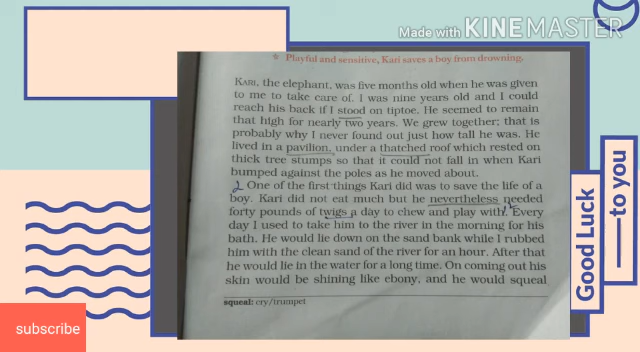 Made with KINEMASTER
Playful and sensitive, Kari saves a boy from drowning.
KARI, the elephant, was five months old when he was given
to me to take care of. I was nine years old and I could
reach his back if I stood on tiptoe. He seemed to remain
that high for nearly two years. We grew together; that is
probably why I never found out just how tall he was. He
lived in a pavilion, under a thatched roof which rested on
thick tree stumps so that it could not fall in when Kari
bumped against the poles as he moved about.
2 One of the first things Kari did was to save the life of a
boy. Kari did not eat much but he nevertheless needed
forty pounds of twigs a day to chew and play with. Every
day I used to take him to the river in the morning for his
bath. He would lie down on the sand bank while I rubbed
him with the clean sand of the river for an hour. After that
he would lie in the water for a long time. On coming out his
skin would be shining like ebony, and he would squeal
squeal: cry/trumpet
Good Luck
to you
subscribe